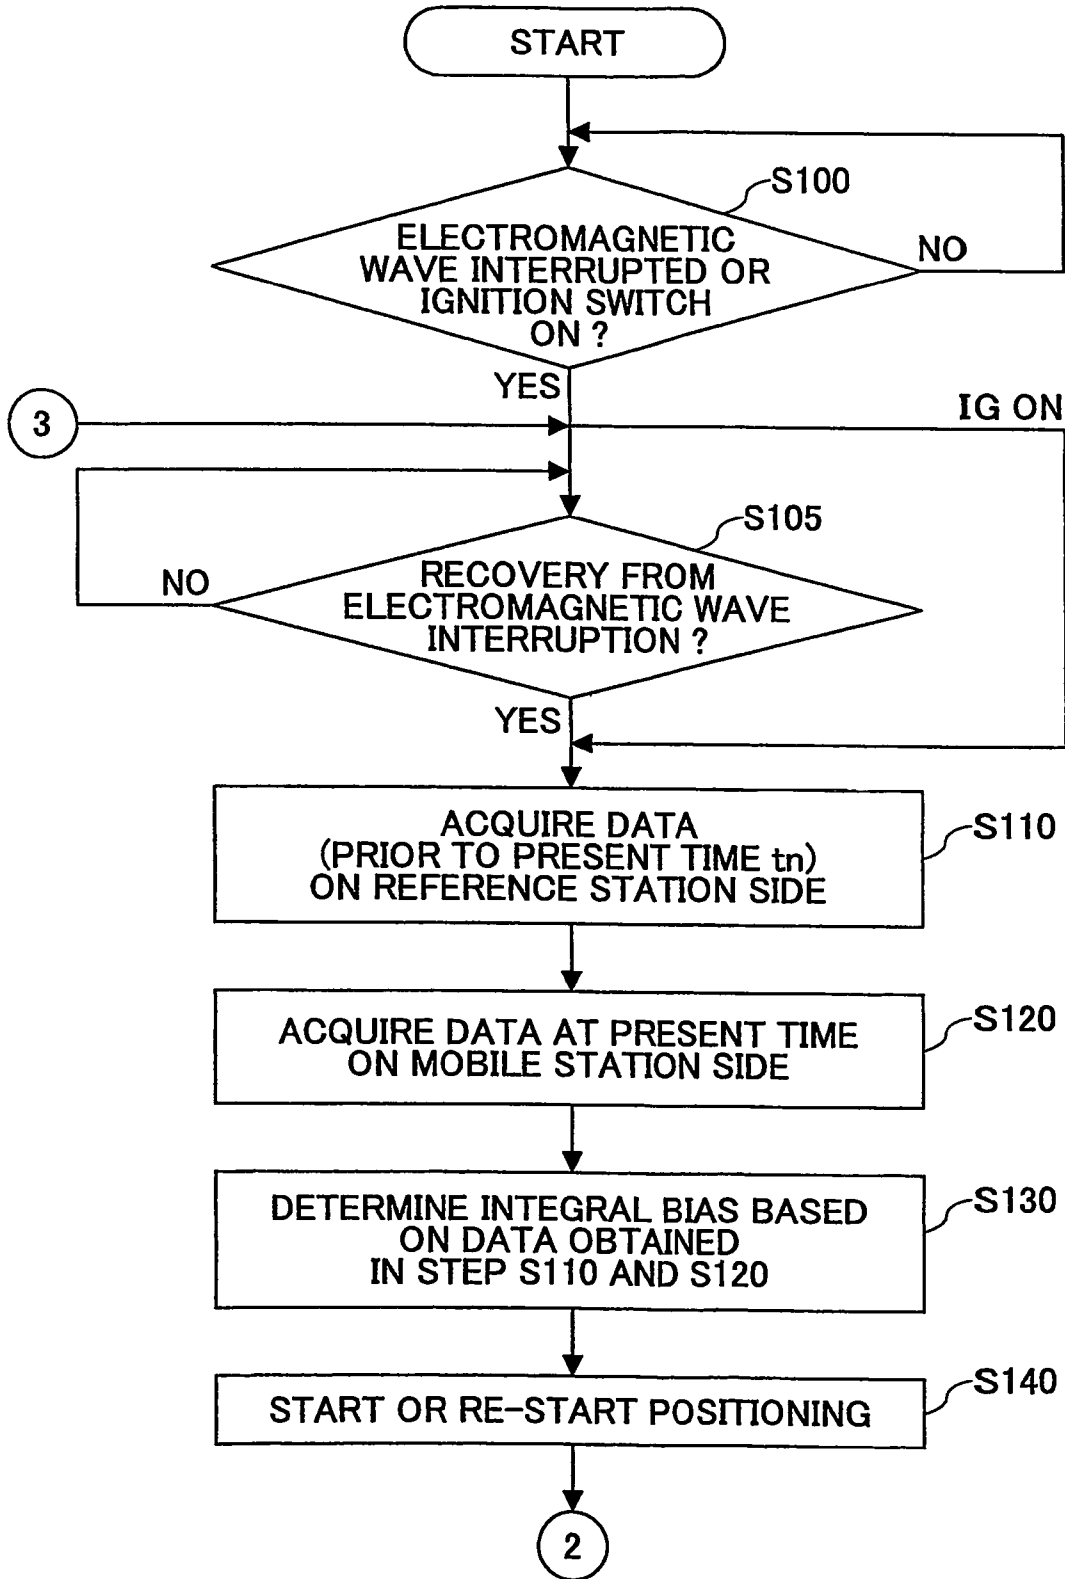 START
S100
ELECTROMAGNETIC
WAVE INTERRUPTED OR
IGNITION SWITCH
ON ?
NO
YES
3
IG ON
S105
RECOVERY FROM
ELECTROMAGNETIC WAVE
INTERRUPTION ?
NO
YES
ACQUIRE DATA
(PRIOR TO PRESENT TIME tn)
ON REFERENCE STATION SIDE
S110
ACQUIRE DATA AT PRESENT TIME
ON MOBILE STATION SIDE
S120
DETERMINE INTEGRAL BIAS BASED
ON DATA OBTAINED
IN STEP S110 AND S120
S130
START OR RE-START POSITIONING
S140
2